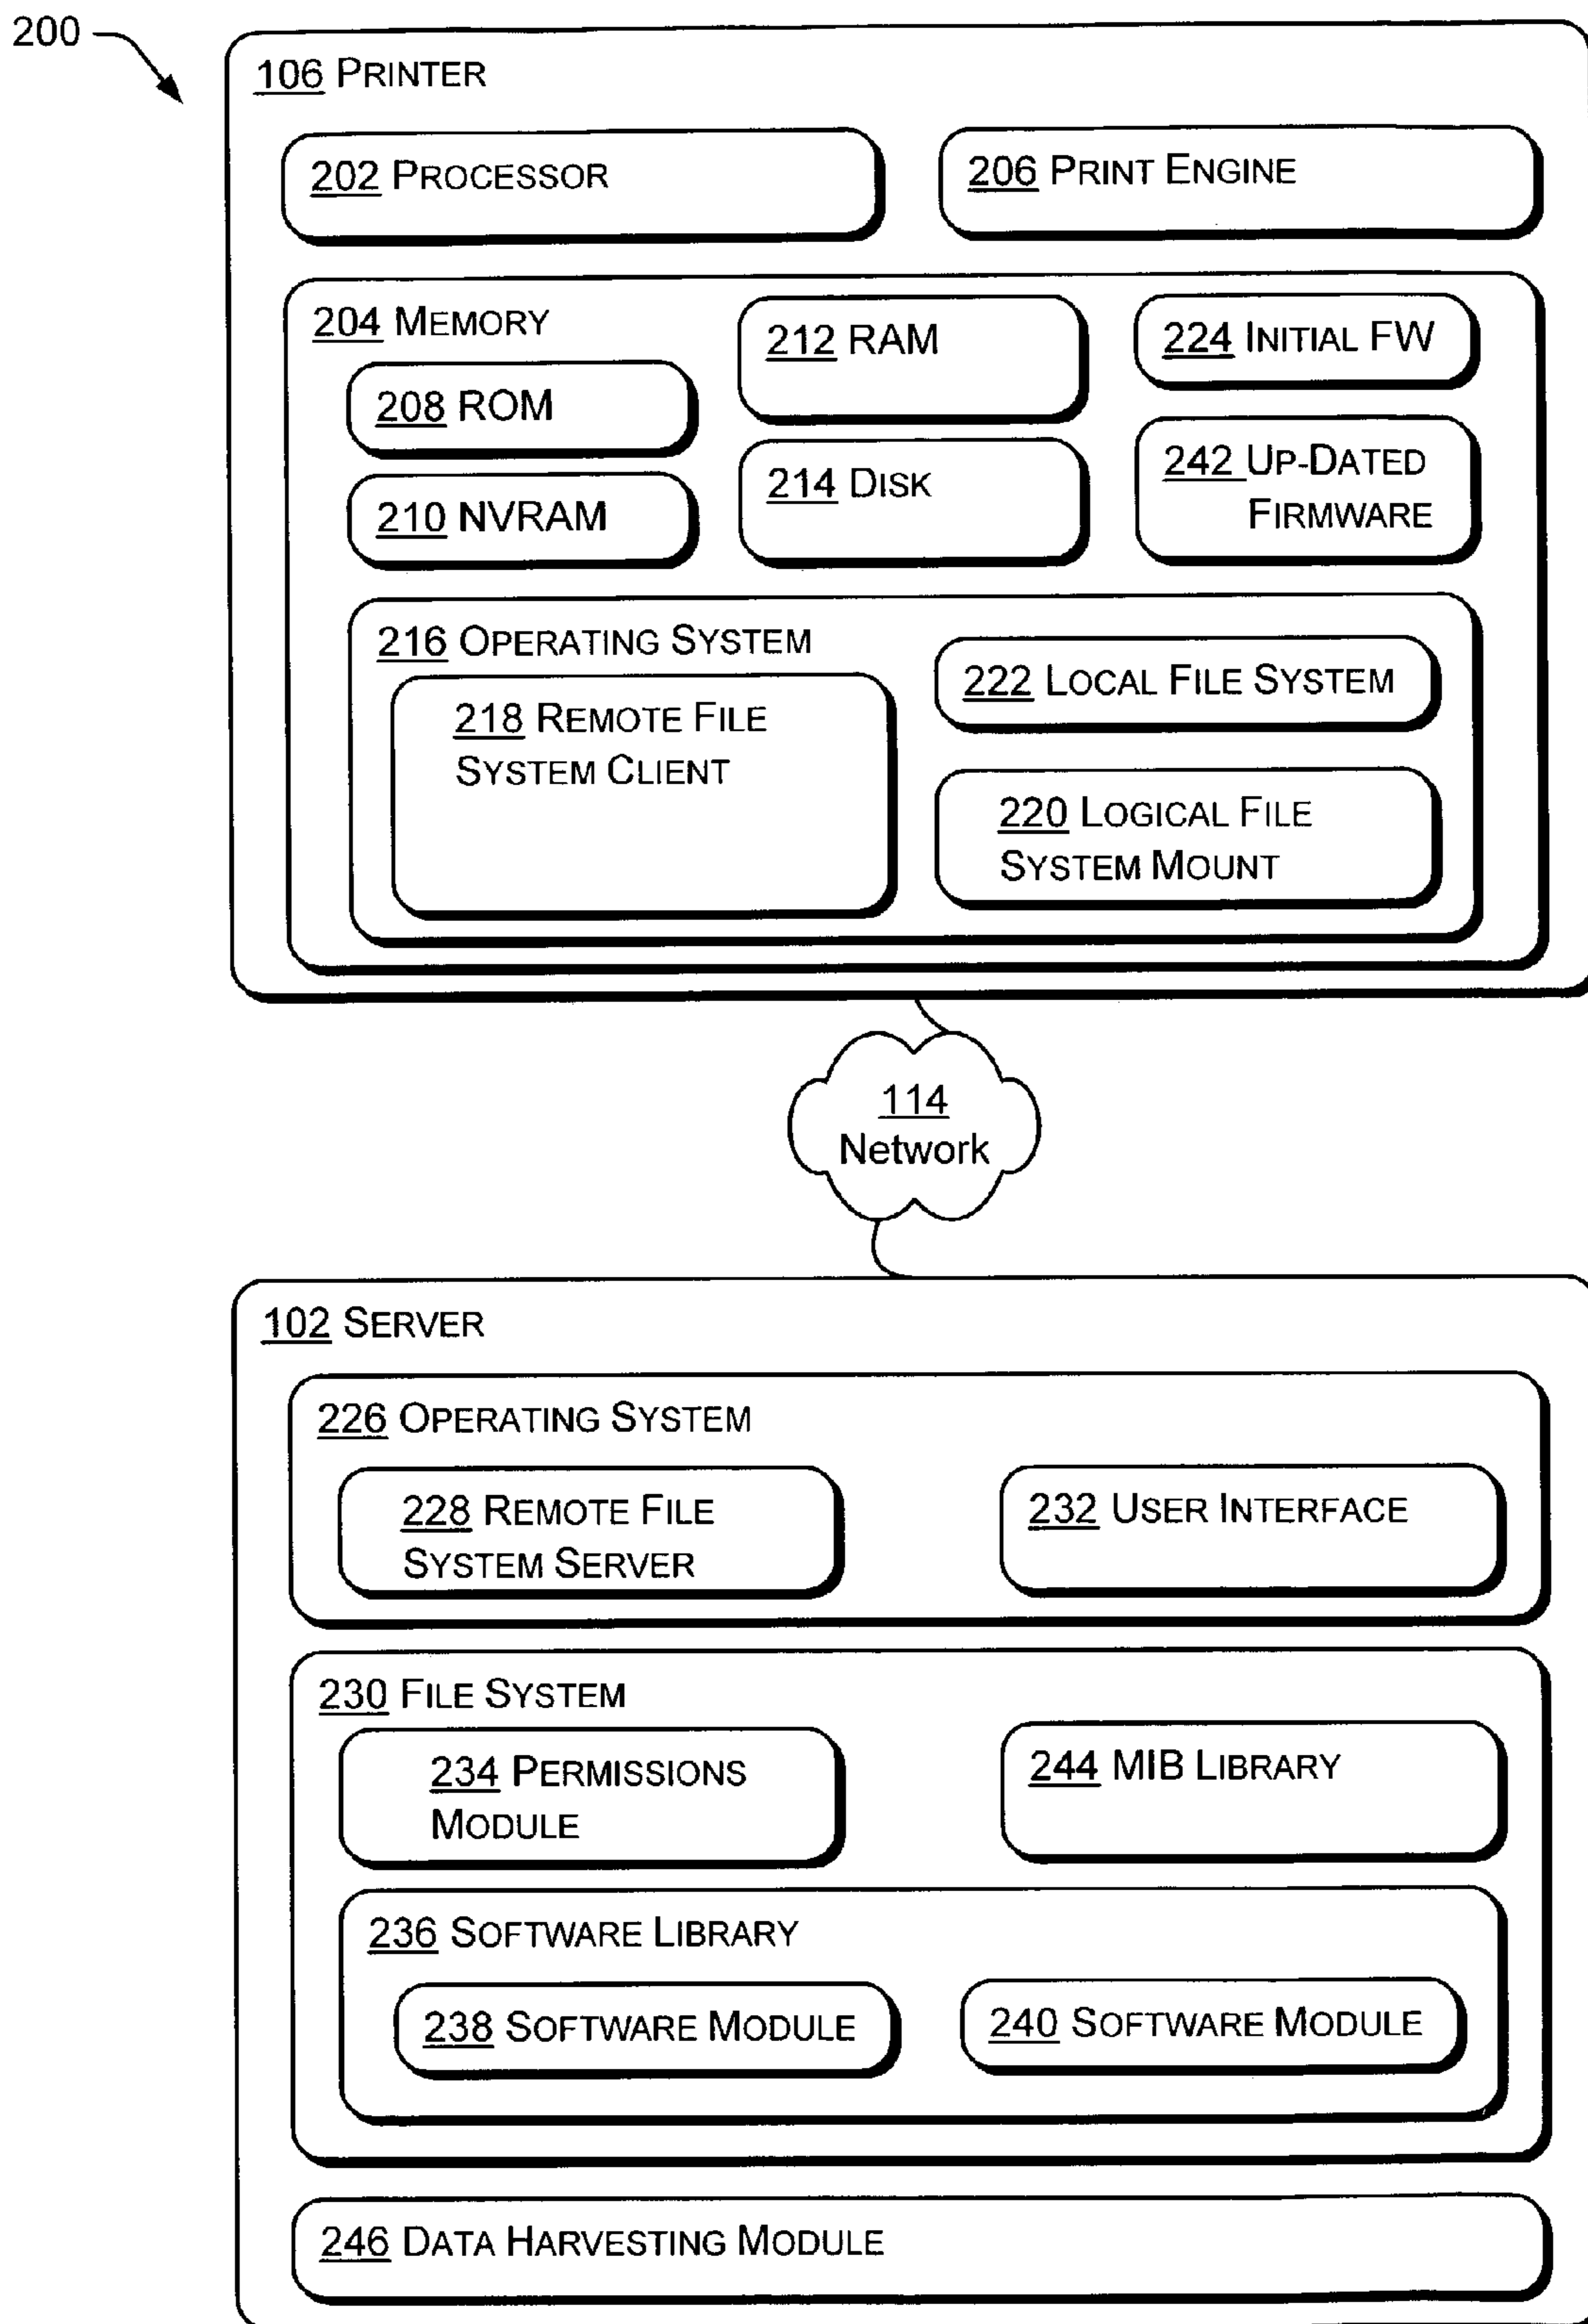 200
106 PRINTER
202 PROCESSOR
206 PRINT ENGINE
204 MEMORY
208 ROM
210 NVRAM
212 RAM
214 DISK
224 INITIAL FW
242 UP-DATED
FIRMWARE
216 OPERATING SYSTEM
218 REMOTE FILE
SYSTEM CLIENT
222 LOCAL FILE SYSTEM
220 LOGICAL FILE
SYSTEM MOUNT
114
Network
102 SERVER
226 OPERATING SYSTEM
228 REMOTE FILE
SYSTEM SERVER
232 USER INTERFACE
230 FILE SYSTEM
234 PERMISSIONS
MODULE
244 MIB LIBRARY
236 SOFTWARE LIBRARY
238 SOFTWARE MODULE
240 SOFTWARE MODULE
246 DATA HARVESTING MODULE